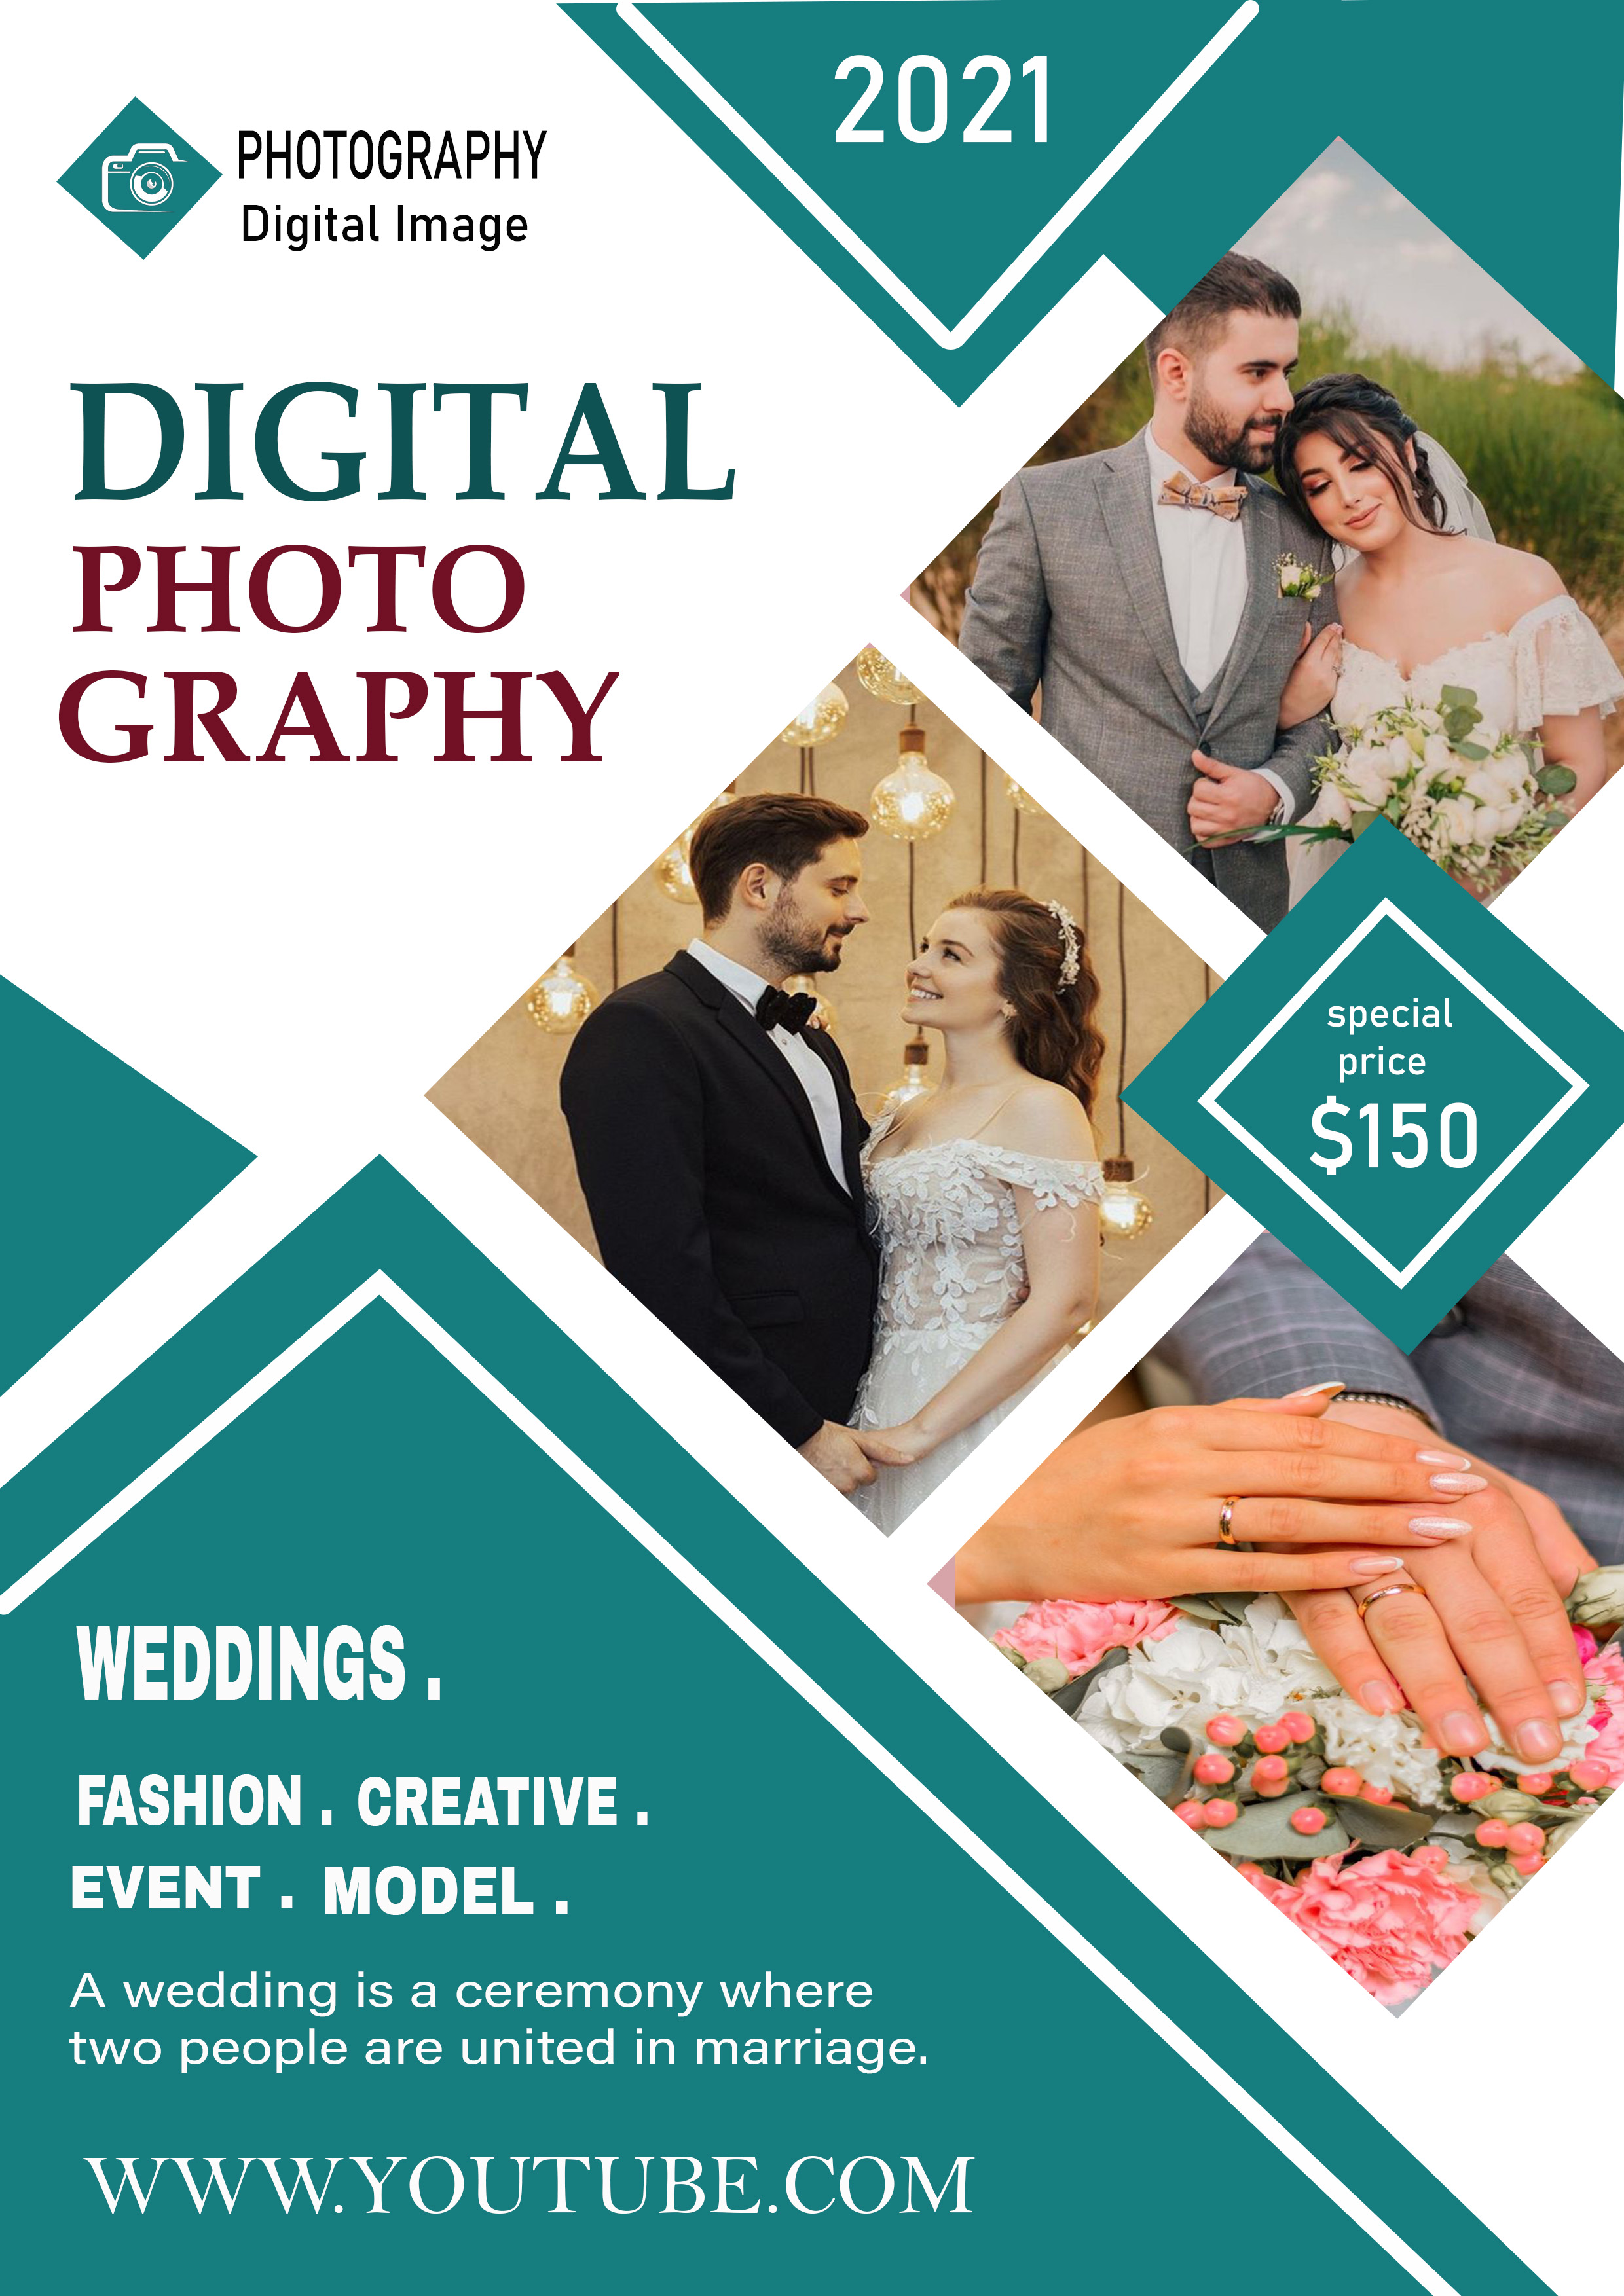 2021
PHOTOGRAPHY
Digital Image
DIGITAL
PHOTO
GRAPHY
special
price
$150
WEDDINGS .
FASHION . CREATIVE .
EVENT . MODEL .
A wedding is a ceremony where
two people are united in marriage.
WWW.YOUTUBE.COM